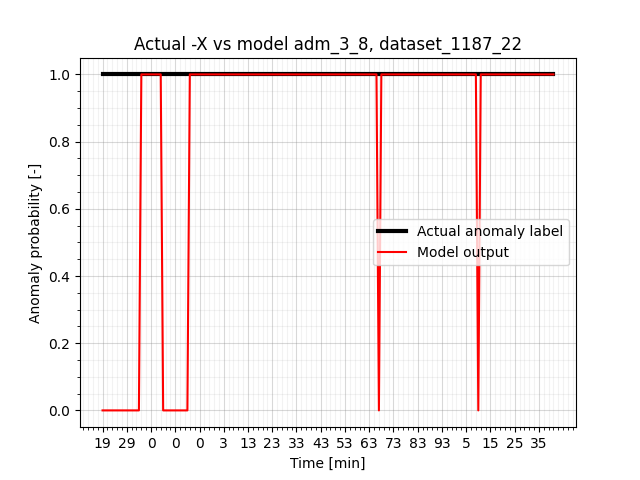 Actual -X vs model adm_3_8, dataset_1187_22
Anomaly probability [-]
1.0
0.8
0.6
0.4
0.2
0.0
Actual anomaly label
Model output
19 29 0 0 0 3 13 23 33 43 53 63 73 83 93 5 15 25 35
Time [min]